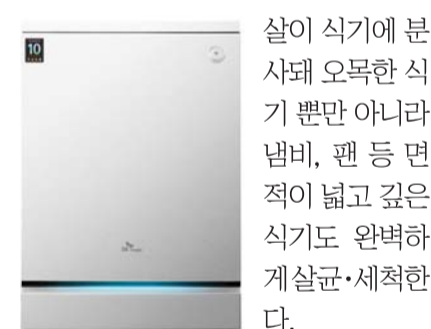 10
살이 식기에 분
사돼 오목한 식
기 뿐만 아니라
냄비, 팬 등 면
적이 넓고 깊은
식기도 완벽하
게살균•세척한
다.